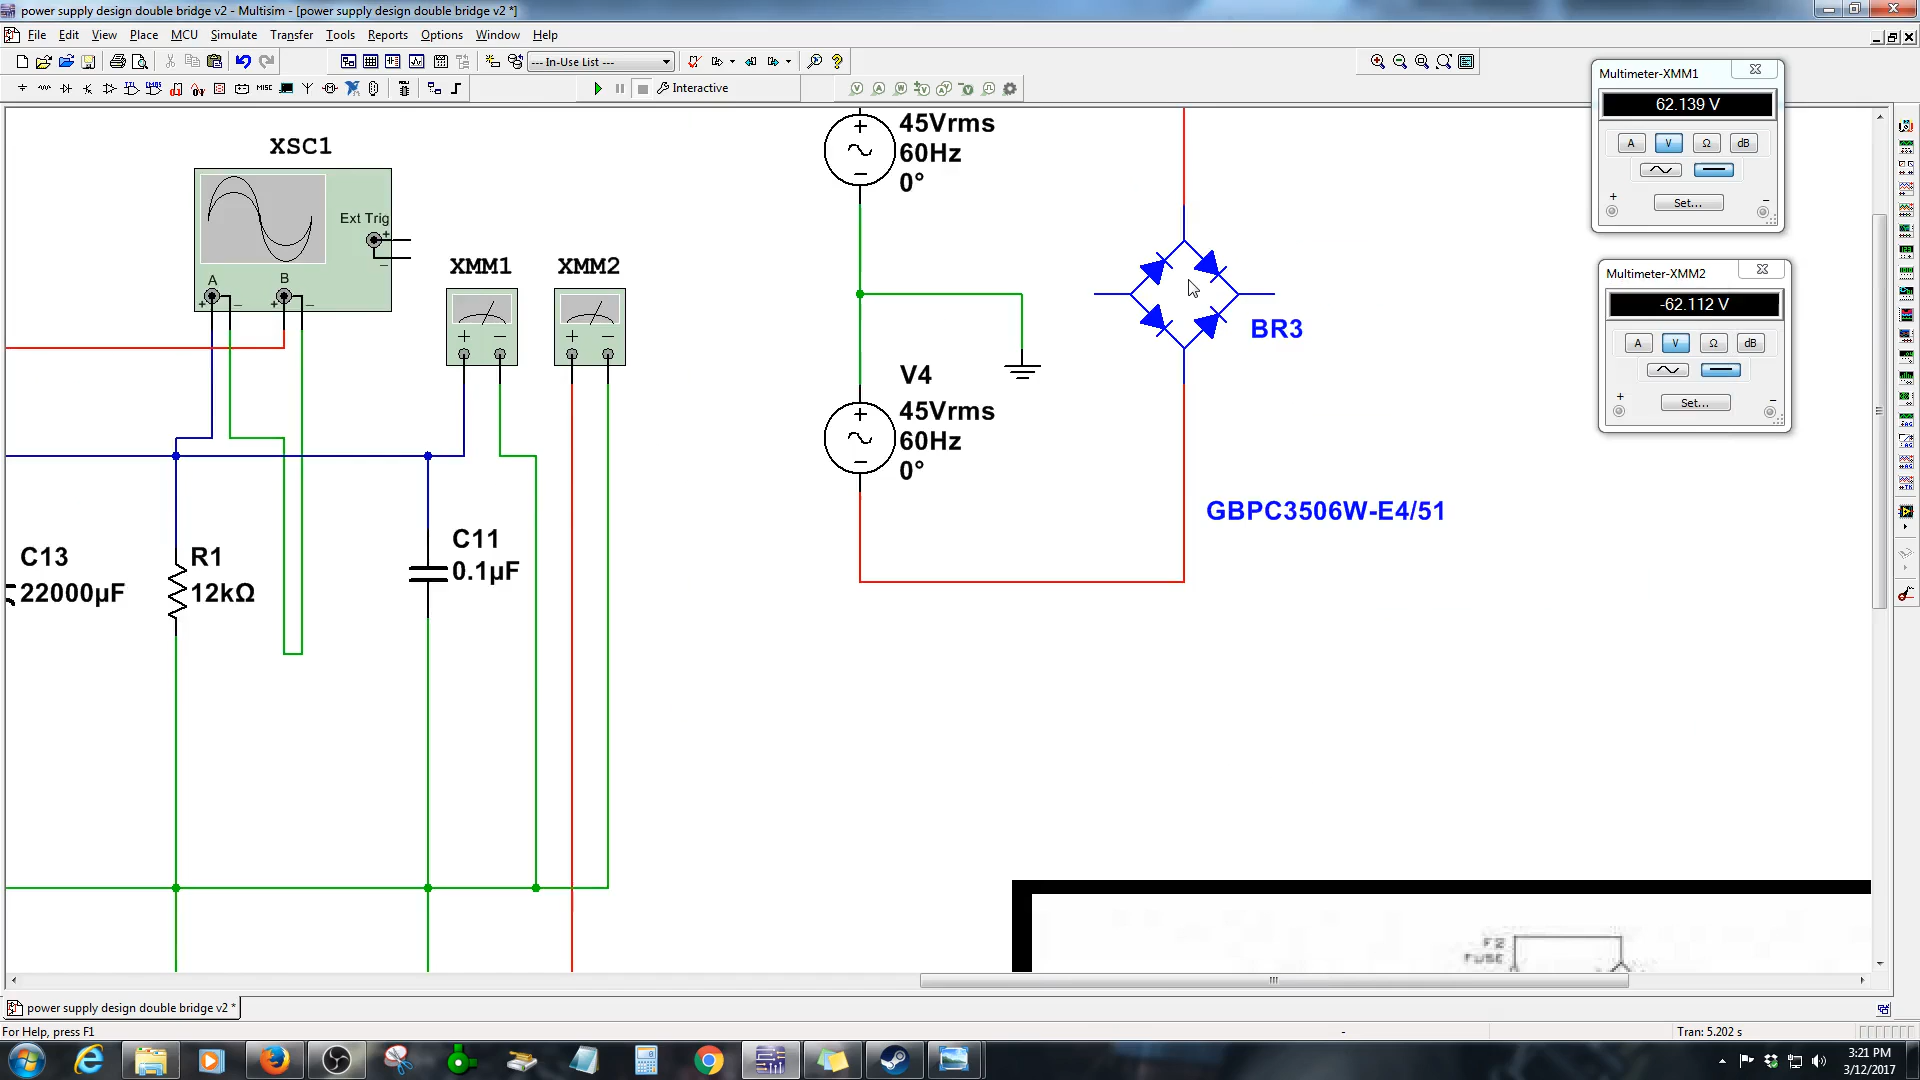 power supply design double bridge v2 - Multisim - [power supply design double bridge v2 *]
File Edit View Place MCU Simulate Transfer Tools Reports Options Window Help
--- In-Use List ---
MISC
Interactive
Multimeter-XMM1
62.139 V
A V Ω dB
+ Set... –
Multimeter-XMM2
-62.112 V
A V Ω dB
+ Set... –
XSC1
Ext Trig
+
–
A B
+ – + –
XMM1 XMM2
45Vrms
60Hz
0°
BR3
V4
45Vrms
60Hz
0°
GBPC3506W-E4/51
C13
22000µF
R1
12kΩ
C11
0.1µF
F2
FUSE
power supply design double bridge v2 *
For Help, press F1
-
Tran: 5.202 s
3:21 PM
3/12/2017